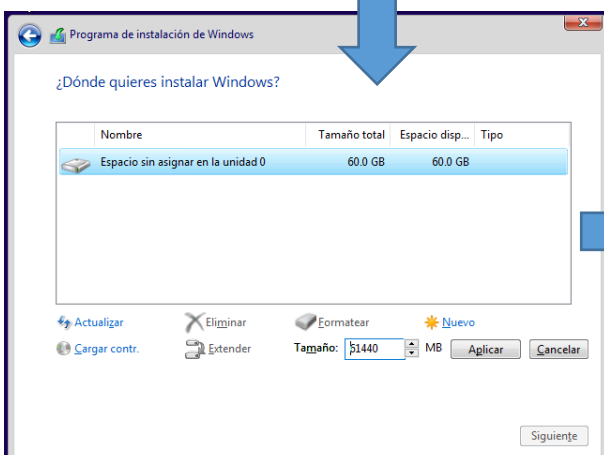 Programa de instalación de Windows
¿Dónde quieres instalar Windows?
Nombre Tamaño total Espacio disp... Tipo
Espacio sin asignar en la unidad 0 60.0 GB 60.0 GB
Actualizar Eliminar Formatear Nuevo
Cargar contr. Extender Tamaño: 61440 MB Aplicar Cancelar
Siguiente